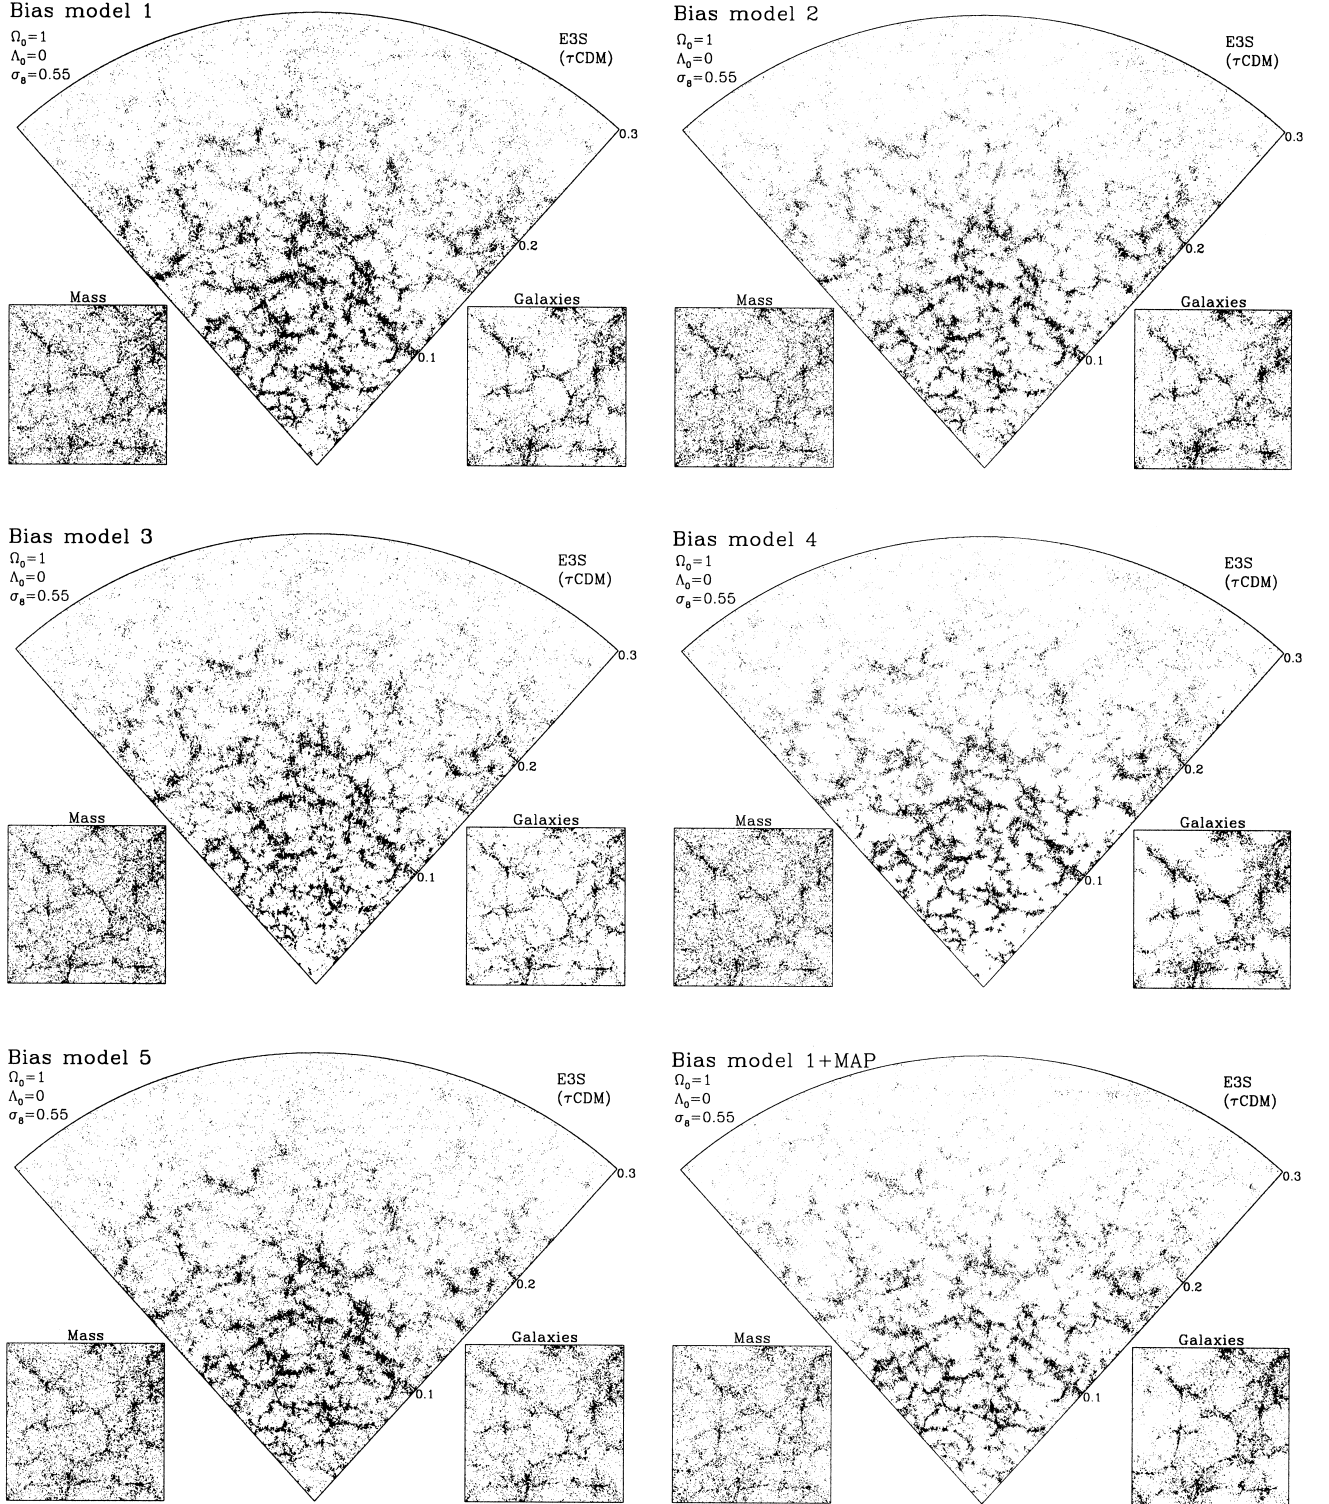 Bias model 1
Ω₀=1
Λ₀=0
σ₈=0.55
E3S
(τCDM)
0.3
0.2
0.1
Mass
Galaxies
Bias model 2
Ω₀=1
Λ₀=0
σ₈=0.55
E3S
(τCDM)
0.3
0.2
0.1
Mass
Galaxies
Bias model 3
Ω₀=1
Λ₀=0
σ₈=0.55
E3S
(τCDM)
0.3
0.2
0.1
Mass
Galaxies
Bias model 4
Ω₀=1
Λ₀=0
σ₈=0.55
E3S
(τCDM)
0.3
0.2
0.1
Mass
Galaxies
Bias model 5
Ω₀=1
Λ₀=0
σ₈=0.55
E3S
(τCDM)
0.3
0.2
0.1
Mass
Galaxies
Bias model 1+MAP
Ω₀=1
Λ₀=0
σ₈=0.55
E3S
(τCDM)
0.3
0.2
0.1
Mass
Galaxies